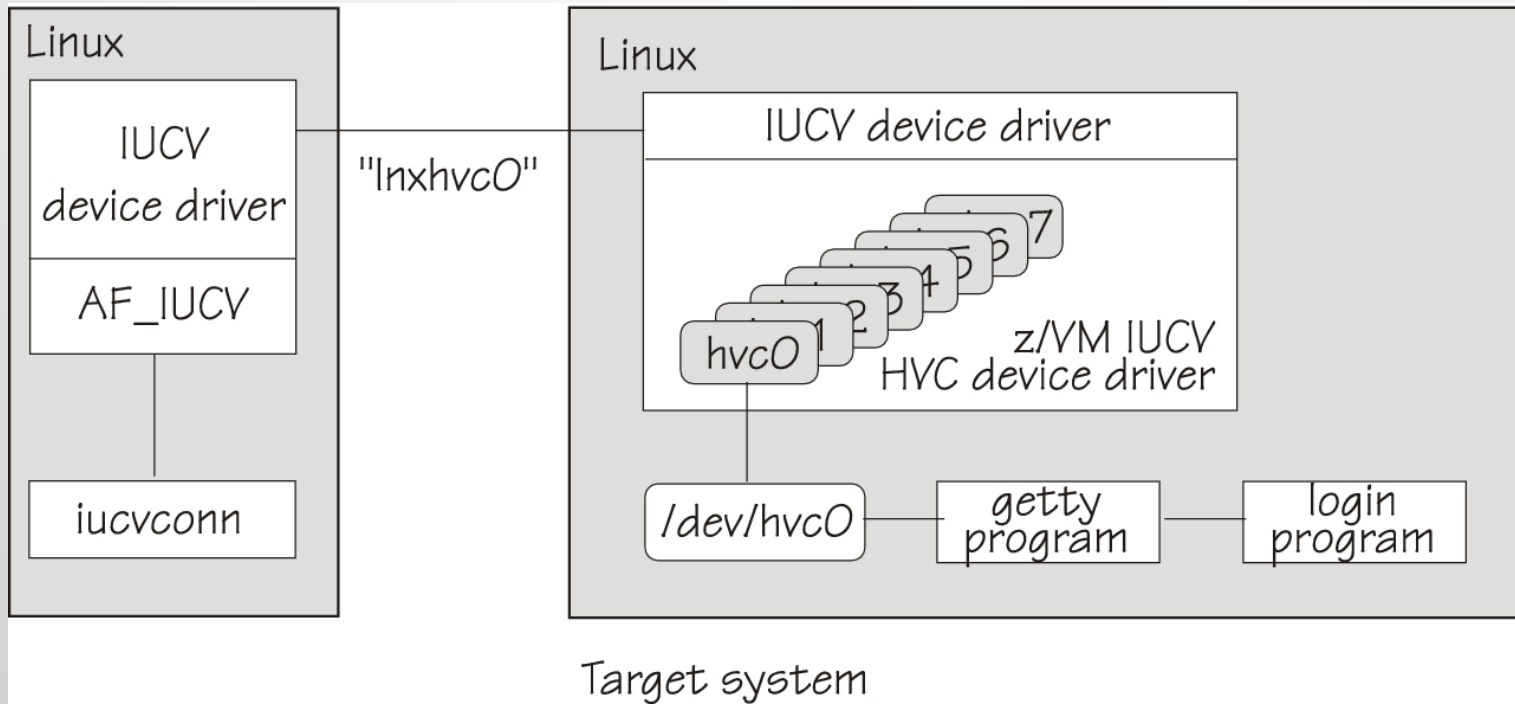 Linux
IUCV
device driver
AF_IUCV
iucvconn
"lnxhvc0"
Linux
IUCV device driver
7
6
5
4
3
2
1
hvc0
z/VM IUCV
HVC device driver
/dev/hvc0
getty
program
login
program
Target system